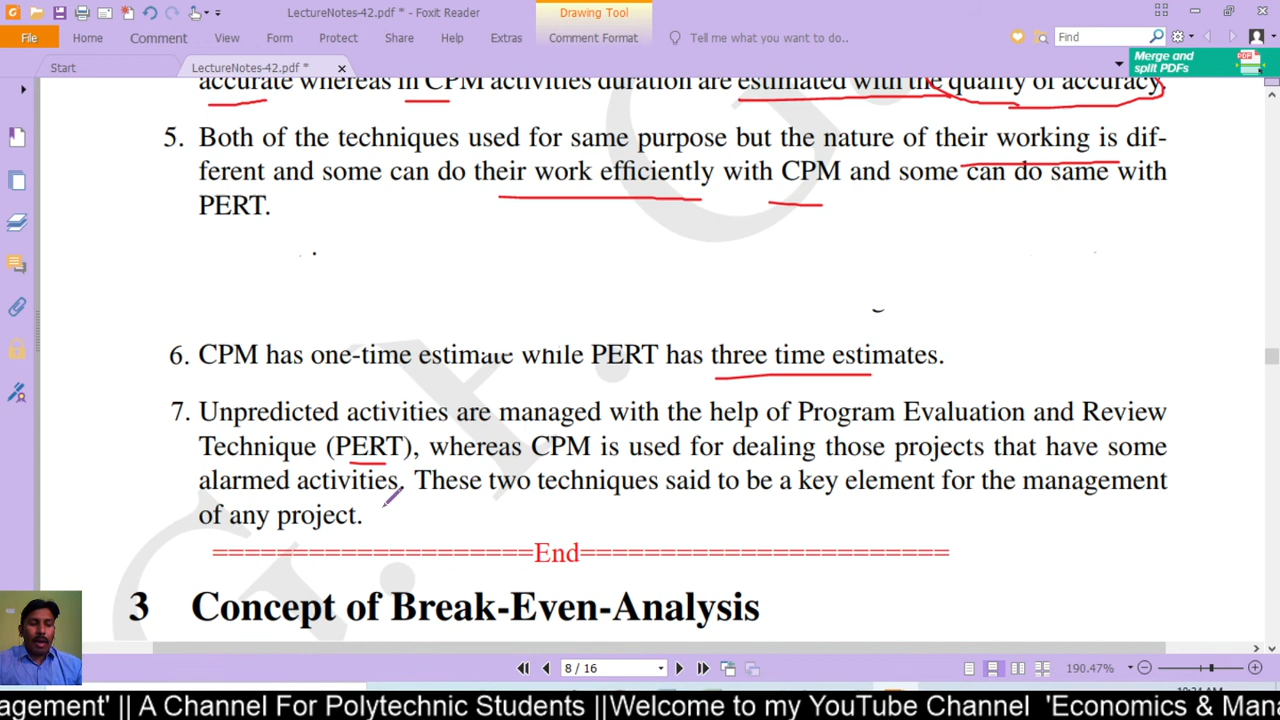 LectureNotes-42.pdf * - Foxit Reader
Drawing Tool
File Home Comment View Form Protect Share Help Extras Comment Format Tell me what you want to do.. Find
Start LectureNotes-42.pdf *
Merge and
split PDFs
PDF
accurate whereas in CPM activities duration are estimated with the quality of accuracy.
5. Both of the techniques used for same purpose but the nature of their working is dif-
ferent and some can do their work efficiently with CPM and some can do same with
PERT.
6. CPM has one-time estimate while PERT has three time estimates.
7. Unpredicted activities are managed with the help of Program Evaluation and Review
Technique (PERT), whereas CPM is used for dealing those projects that have some
alarmed activities. These two techniques said to be a key element for the management
of any project.
====================End=======================
3 Concept of Break-Even-Analysis
8 / 16 190.47%
agement' || A Channel For Polytechnic Students ||Welcome to my YouTube Channel 'Economics & Mana